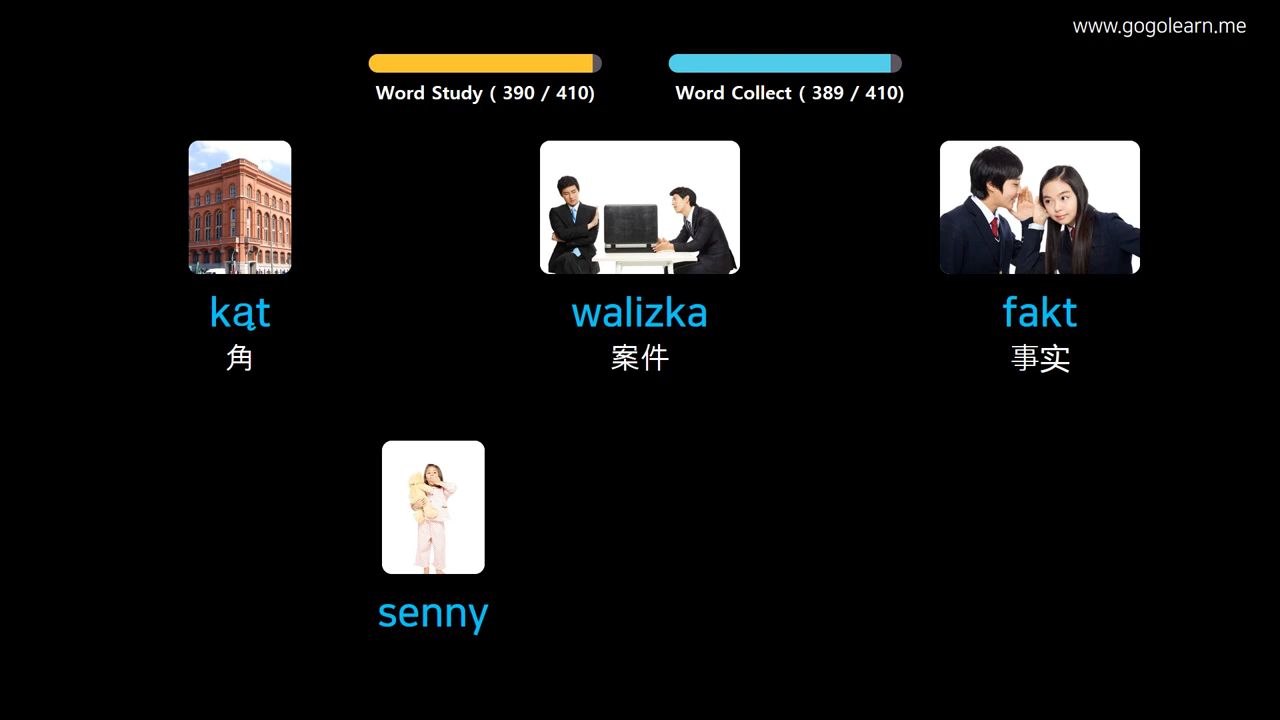 www.gogolearn.me
Word Study ( 390 / 410)
Word Collect ( 389 / 410)
kąt
walizka
fakt
角
案件
事实
senny